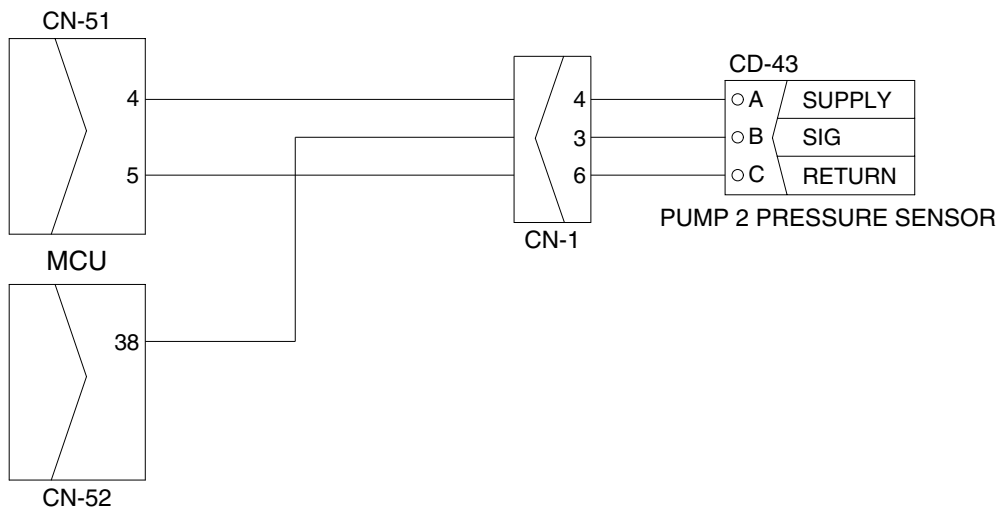 CN-51
CD-43
4
4
A SUPPLY
3
B SIG
5
6
C RETURN
PUMP 2 PRESSURE SENSOR
CN-1
MCU
38
CN-52